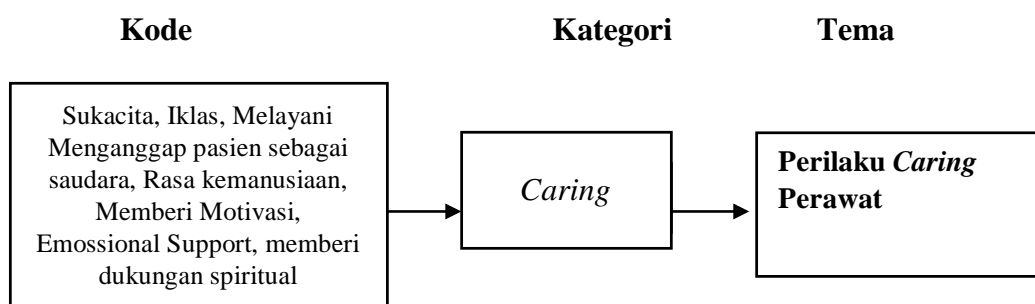 Kode Kategori Tema
Sukacita, Iklas, Melayani
Menganggap pasien sebagai
saudara, Rasa kemanusiaan,
Memberi Motivasi,
Emossional Support, memberi
dukungan spiritual
Caring
Perilaku Caring
Perawat